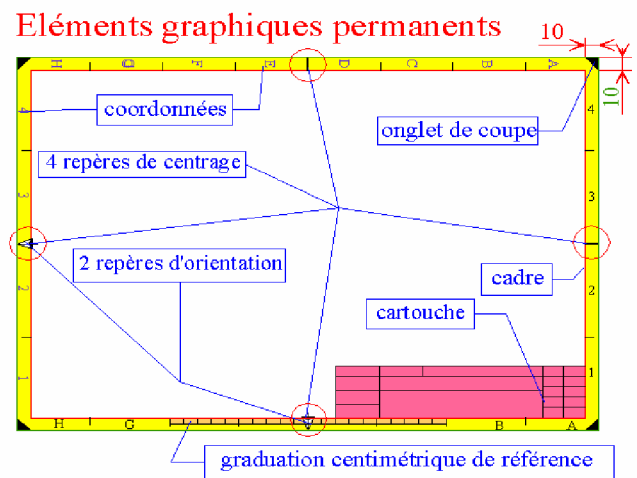 Eléments graphiques permanents
10
10
H G F E D C B A
coordonnées
onglet de coupe
4 repères de centrage
2 repères d'orientation
cadre
cartouche
4
3
2
1
4
3
2
1
H G B A
graduation centimétrique de référence